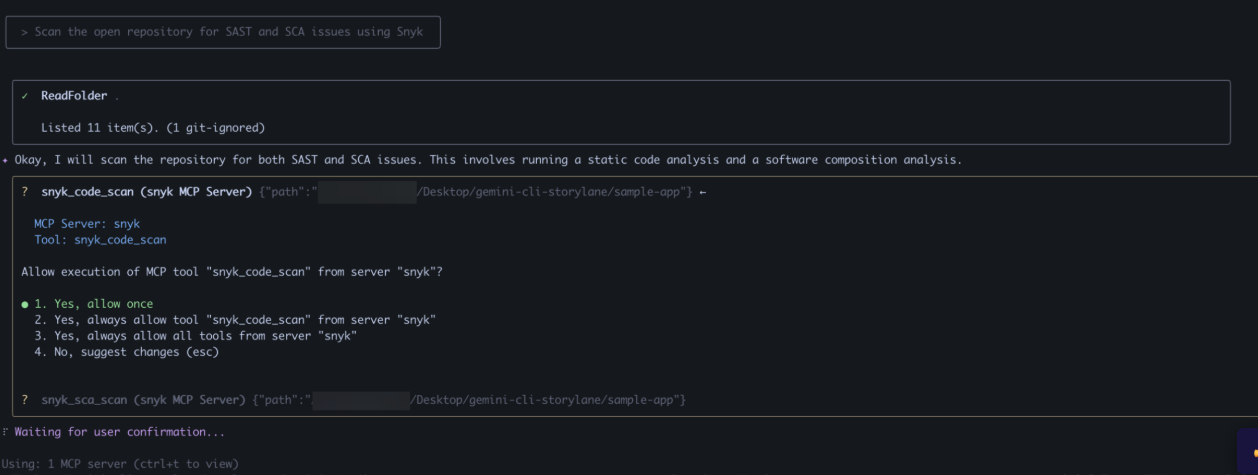 > Scan the open repository for SAST and SCA issues using Snyk
✓ ReadFolder .
Listed 11 item(s). (1 git-ignored)
✦ Okay, I will scan the repository for both SAST and SCA issues. This involves running a static code analysis and a software composition analysis.
? snyk_code_scan (snyk MCP Server) {"path":" /Desktop/gemini-cli-storylane/sample-app"} ←
MCP Server: snyk
Tool: snyk_code_scan
Allow execution of MCP tool "snyk_code_scan" from server "snyk"?
● 1. Yes, allow once
2. Yes, always allow tool "snyk_code_scan" from server "snyk"
3. Yes, always allow all tools from server "snyk"
4. No, suggest changes (esc)
? snyk_sca_scan (snyk MCP Server) {"path":" /Desktop/gemini-cli-storylane/sample-app"}
⠏ Waiting for user confirmation...
Using: 1 MCP server (ctrl+t to view)